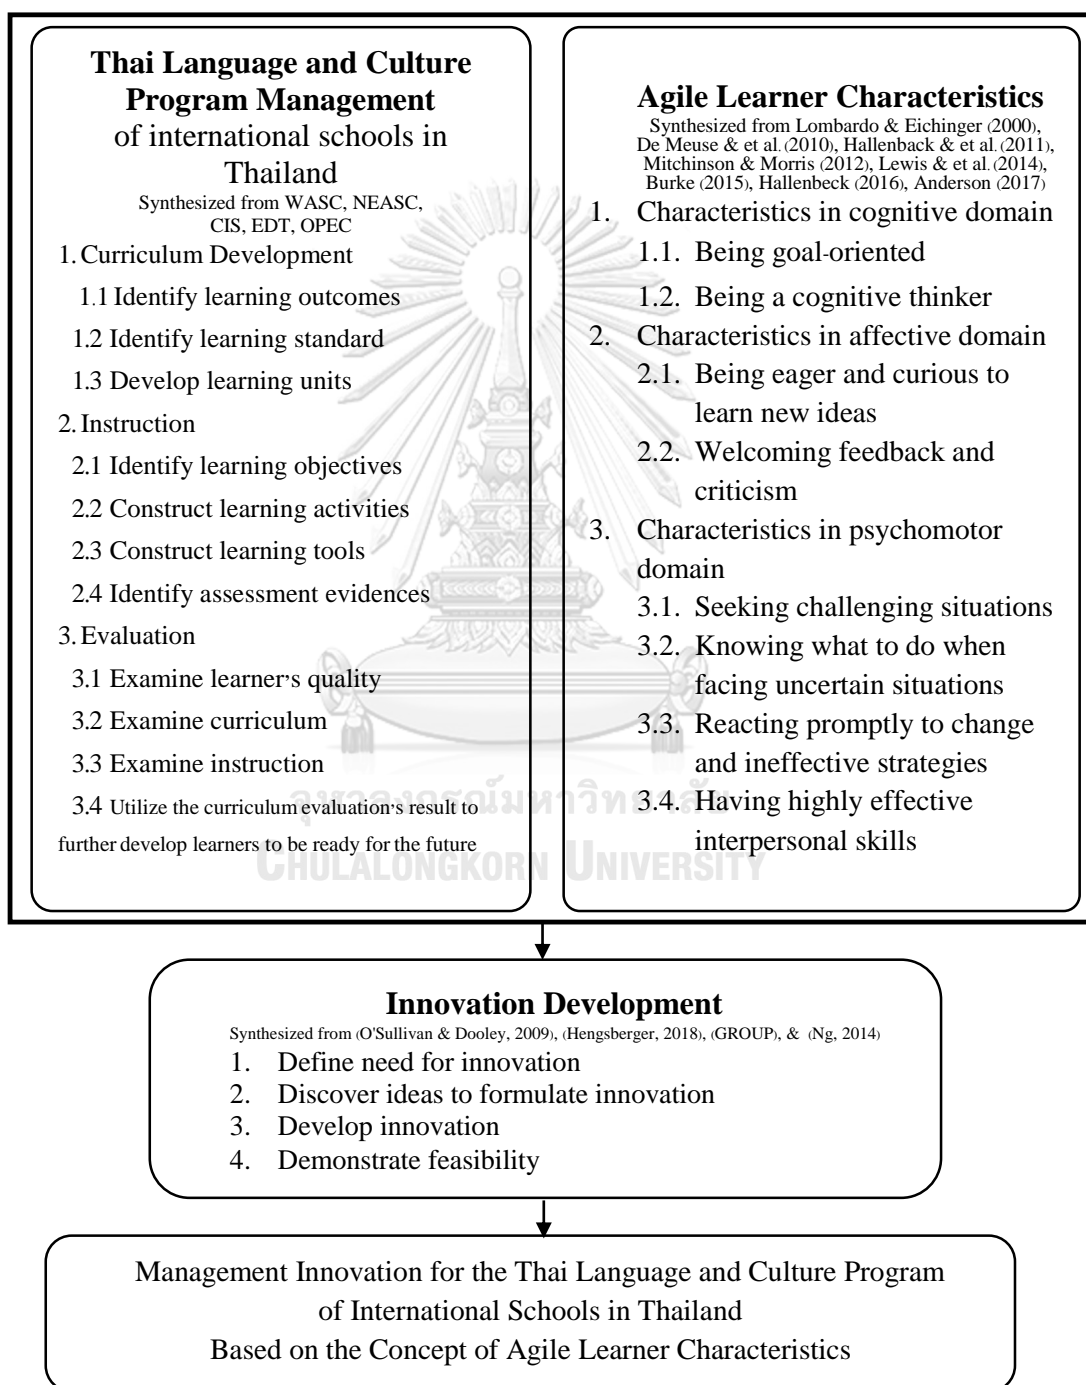 Thai Language and Culture
Program Management
of international schools in
Thailand
Synthesized from WASC, NEASC,
CIS, EDT, OPEC
1. Curriculum Development
1.1 Identify learning outcomes
1.2 Identify learning standard
1.3 Develop learning units
2. Instruction
2.1 Identify learning objectives
2.2 Construct learning activities
2.3 Construct learning tools
2.4 Identify assessment evidences
3. Evaluation
3.1 Examine learner's quality
3.2 Examine curriculum
3.3 Examine instruction
3.4 Utilize the curriculum evaluation's result to
further develop learners to be ready for the future
Agile Learner Characteristics
Synthesized from Lombardo & Eichinger (2000),
De Meuse & et al. (2010), Hallenback & et al. (2011),
Mitchinson & Morris (2012), Lewis & et al. (2014),
Burke (2015), Hallenbeck (2016), Anderson (2017)
1. Characteristics in cognitive domain
1.1. Being goal-oriented
1.2. Being a cognitive thinker
2. Characteristics in affective domain
2.1. Being eager and curious to
learn new ideas
2.2. Welcoming feedback and
criticism
3. Characteristics in psychomotor
domain
3.1. Seeking challenging situations
3.2. Knowing what to do when
facing uncertain situations
3.3. Reacting promptly to change
and ineffective strategies
3.4. Having highly effective
interpersonal skills
จุฬาลงกรณ์มหาวิทยาลัย
CHULALONGKORN UNIVERSITY
Innovation Development
Synthesized from (O'Sullivan & Dooley, 2009), (Hengsberger, 2018), (GROUP), & (Ng, 2014)
1. Define need for innovation
2. Discover ideas to formulate innovation
3. Develop innovation
4. Demonstrate feasibility
Management Innovation for the Thai Language and Culture Program
of International Schools in Thailand
Based on the Concept of Agile Learner Characteristics